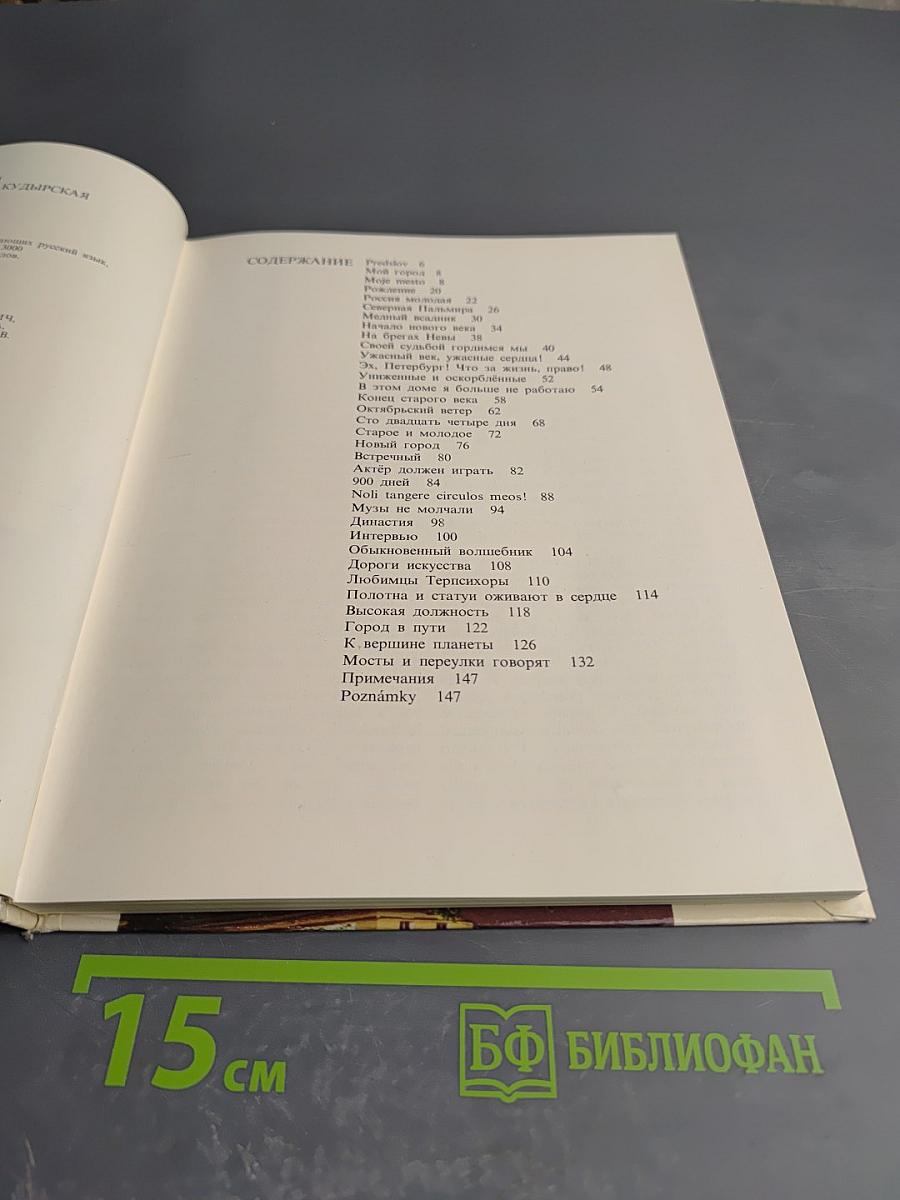 КУДЫРСКАЯ
ающих русский язык,
3000
лов.
ИЧ,
А.
В.
СОДЕРЖАНИЕ
Predslov 6
Мой город 8
Moje mesto 8
Рождение 20
Россия молодая 22
Северная Пальмира 26
Медный всадник 30
Начало нового века 34
На брегах Невы 38
Своей судьбой гордимся мы 40
Ужасный век, ужасные сердца! 44
Эх, Петербург! Что за жизнь, право! 48
Униженные и оскорблённые 52
В этом доме я больше не работаю 54
Конец старого века 58
Октябрьский ветер 62
Сто двадцать четыре дня 68
Старое и молодое 72
Новый город 76
Встречный 80
Актёр должен играть 82
900 дней 84
Noli tangere circulos meos! 88
Музы не молчали 94
Династия 98
Интервью 100
Обыкновенный волшебник 104
Дороги искусства 108
Любимцы Терпсихоры 110
Полотна и статуи оживают в сердце 114
Высокая должность 118
Город в пути 122
К вершине планеты 126
Мосты и переулки говорят 132
Примечания 147
Poznámky 147
15 см
БФ БИБЛИОФАН